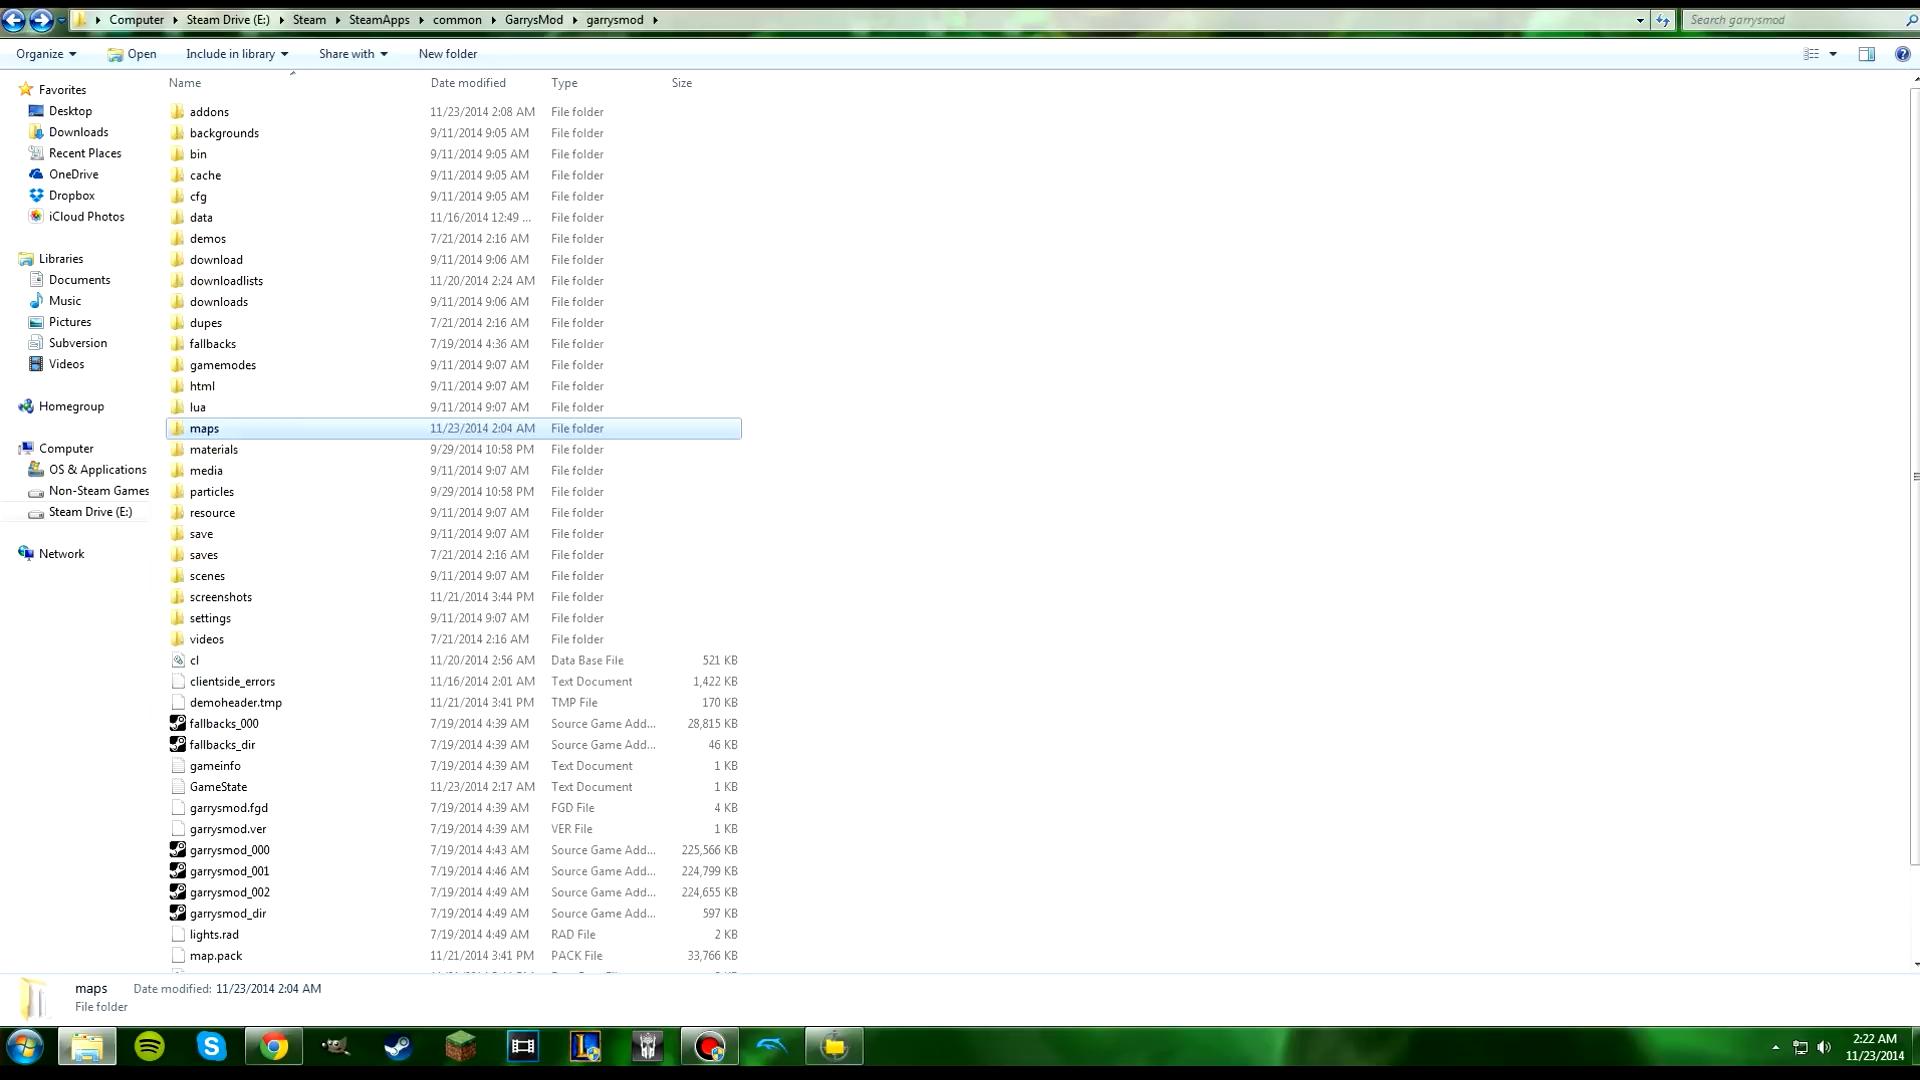 Computer Steam Drive (E:) Steam SteamApps common GarrysMod garrysmod Search garrysmod
Organize Open Include in library Share with New folder
Name Date modified Type Size
Favorites
Desktop
Downloads
Recent Places
OneDrive
Dropbox
iCloud Photos
Libraries
Documents
Music
Pictures
Subversion
Videos
Homegroup
Computer
OS & Applications
Non-Steam Games
Steam Drive (E:)
Network
addons 11/23/2014 2:08 AM File folder
backgrounds 9/11/2014 9:05 AM File folder
bin 9/11/2014 9:05 AM File folder
cache 9/11/2014 9:05 AM File folder
cfg 9/11/2014 9:05 AM File folder
data 11/16/2014 12:49 ... File folder
demos 7/21/2014 2:16 AM File folder
download 9/11/2014 9:06 AM File folder
downloadlists 11/20/2014 2:24 AM File folder
downloads 9/11/2014 9:06 AM File folder
dupes 7/21/2014 2:16 AM File folder
fallbacks 7/19/2014 4:36 AM File folder
gamemodes 9/11/2014 9:07 AM File folder
html 9/11/2014 9:07 AM File folder
lua 9/11/2014 9:07 AM File folder
maps 11/23/2014 2:04 AM File folder
materials 9/29/2014 10:58 PM File folder
media 9/11/2014 9:07 AM File folder
particles 9/29/2014 10:58 PM File folder
resource 9/11/2014 9:07 AM File folder
save 9/11/2014 9:07 AM File folder
saves 7/21/2014 2:16 AM File folder
scenes 9/11/2014 9:07 AM File folder
screenshots 11/21/2014 3:44 PM File folder
settings 9/11/2014 9:07 AM File folder
videos 7/21/2014 2:16 AM File folder
cl 11/20/2014 2:56 AM Data Base File 521 KB
clientside_errors 11/16/2014 2:01 AM Text Document 1,422 KB
demoheader.tmp 11/21/2014 3:41 PM TMP File 170 KB
fallbacks_000 7/19/2014 4:39 AM Source Game Add... 28,815 KB
fallbacks_dir 7/19/2014 4:39 AM Source Game Add... 46 KB
gameinfo 7/19/2014 4:39 AM Text Document 1 KB
GameState 11/23/2014 2:17 AM Text Document 1 KB
garrysmod.fgd 7/19/2014 4:39 AM FGD File 4 KB
garrysmod.ver 7/19/2014 4:39 AM VER File 1 KB
garrysmod_000 7/19/2014 4:43 AM Source Game Add... 225,566 KB
garrysmod_001 7/19/2014 4:46 AM Source Game Add... 224,799 KB
garrysmod_002 7/19/2014 4:49 AM Source Game Add... 224,655 KB
garrysmod_dir 7/19/2014 4:49 AM Source Game Add... 597 KB
lights.rad 7/19/2014 4:49 AM RAD File 2 KB
map.pack 11/21/2014 3:41 PM PACK File 33,766 KB
maps Date modified: 11/23/2014 2:04 AM
File folder
2:22 AM
11/23/2014